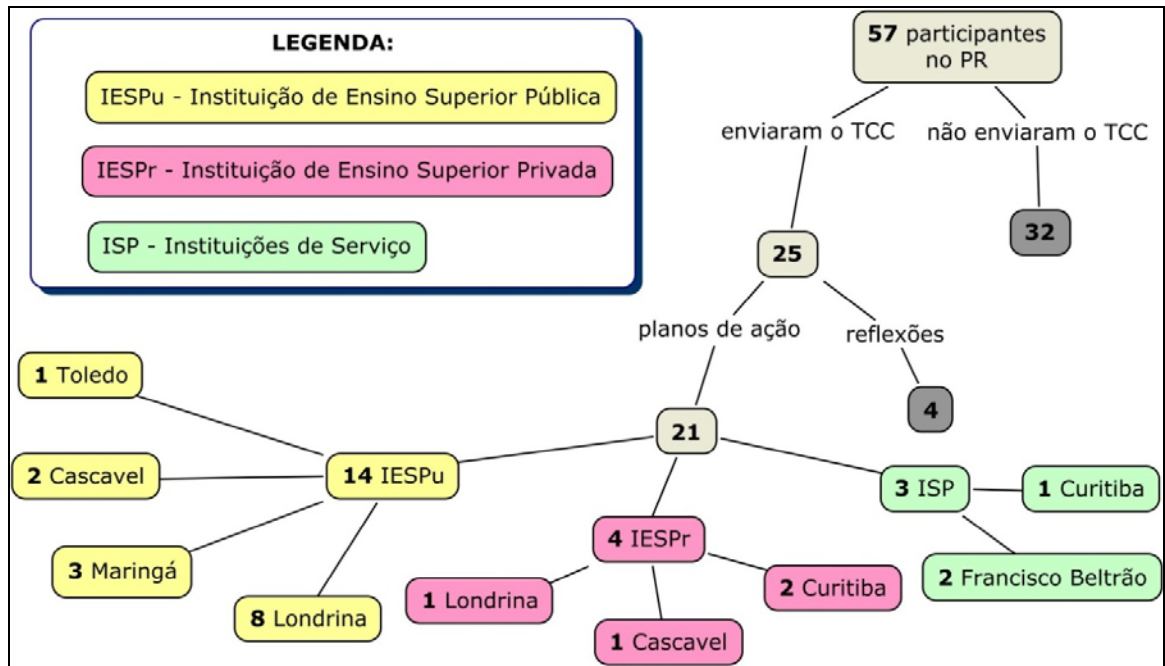 LEGENDA:
IESPu - Instituição de Ensino Superior Pública
IESPr - Instituição de Ensino Superior Privada
ISP - Instituições de Serviço
57 participantes
no PR
enviaram o TCC
não enviaram o TCC
32
25
planos de ação
reflexões
4
21
14 IESPu
1 Toledo
2 Cascavel
3 Maringá
8 Londrina
4 IESPr
1 Londrina
1 Cascavel
2 Curitiba
3 ISP
1 Curitiba
2 Francisco Beltrão